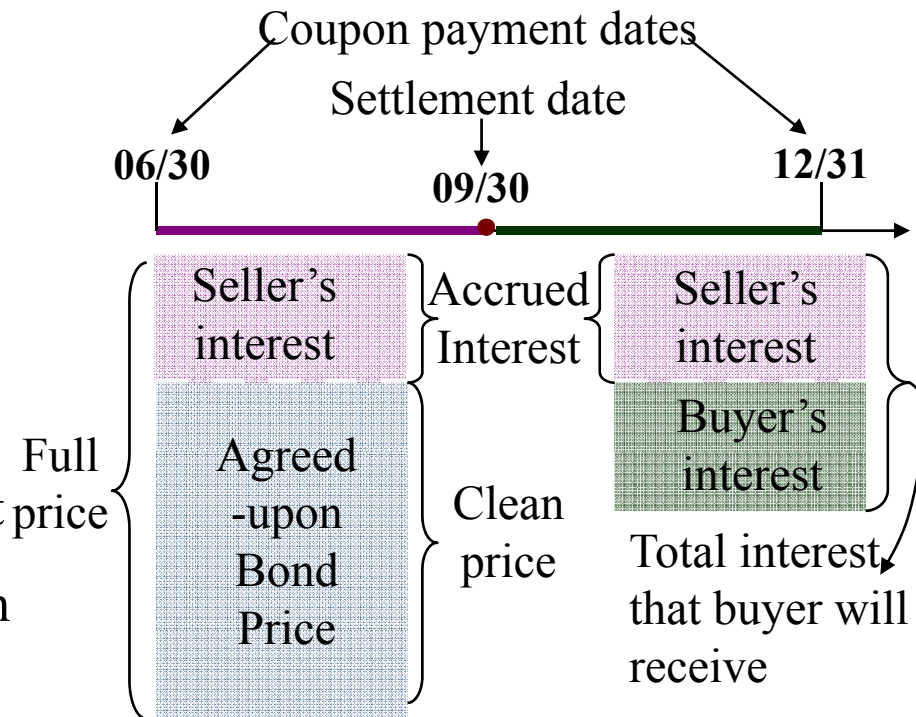 Coupon payment dates
Settlement date
06/30
09/30
12/31
Seller’s
interest
Accrued
Interest
Seller’s
interest
Buyer’s
interest
Full
price
Agreed
-upon
Bond
Price
Clean
price
Total interest
that buyer will
receive